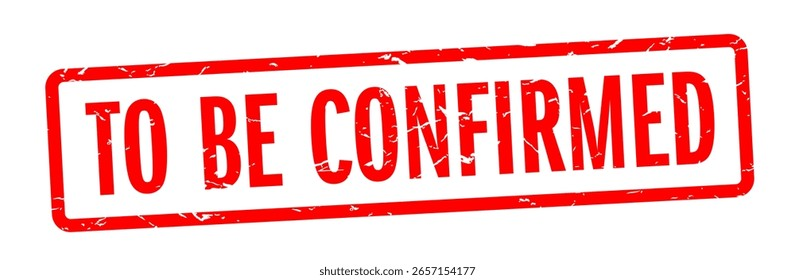 TO BE CONFIRMED
shutterstock.com · 2657154177